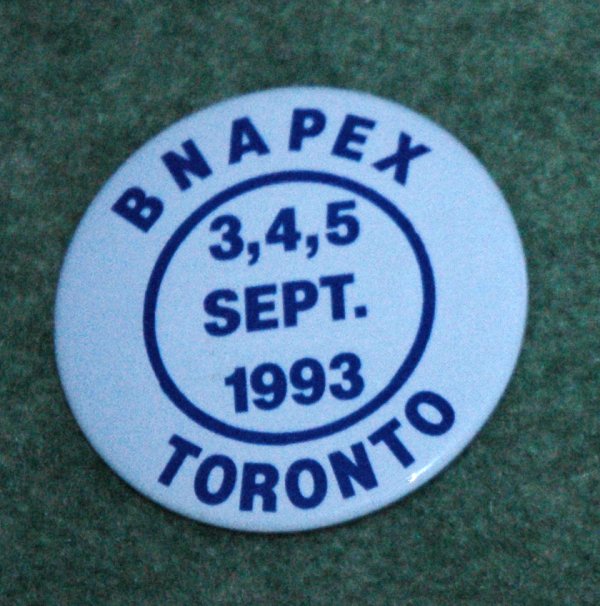 BNAPEX
3,4,5
SEPT.
1993
TORONTO